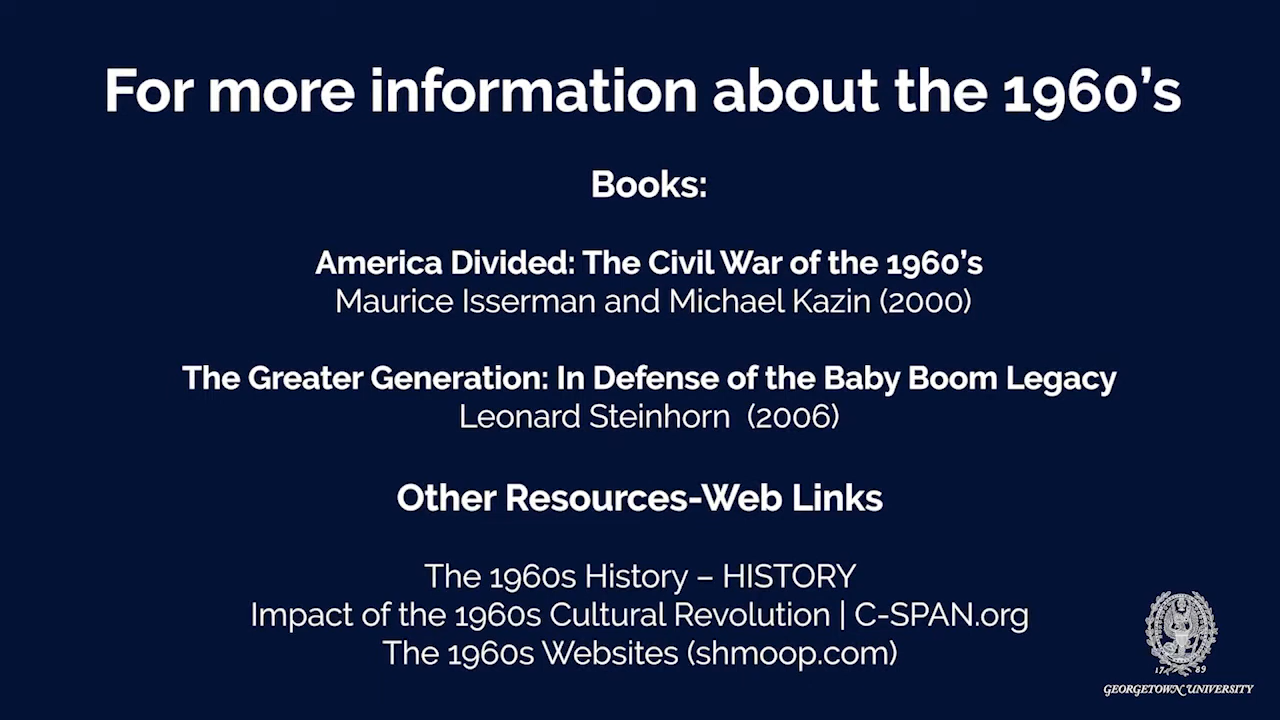 For more information about the 1960's
Books:
America Divided: The Civil War of the 1960's
Maurice Isserman and Michael Kazin (2000)
The Greater Generation: In Defense of the Baby Boom Legacy
Leonard Steinhorn (2006)
Other Resources-Web Links
The 1960s History – HISTORY
Impact of the 1960s Cultural Revolution | C-SPAN.org
The 1960s Websites (shmoop.com)
17 89
GEORGETOWN UNIVERSITY